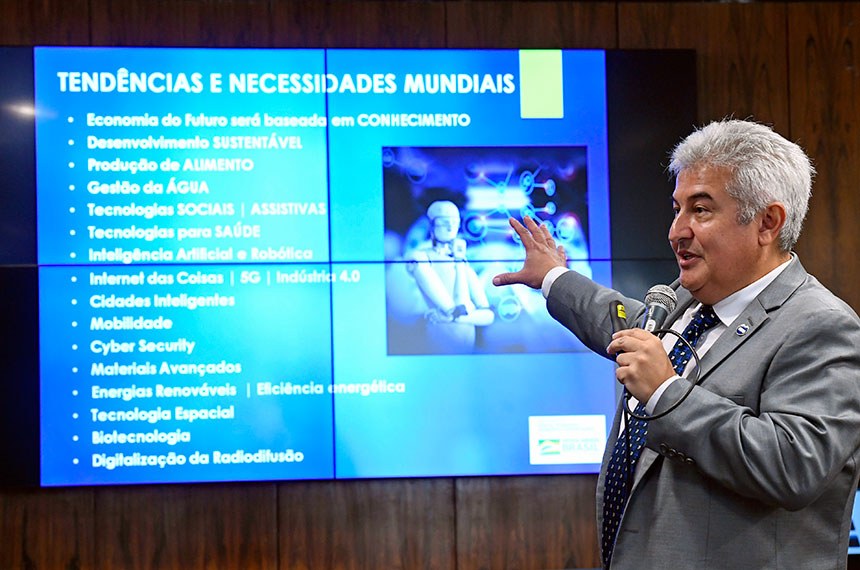 TENDÊNCIAS E NECESSIDADES MUNDIAIS
• Economia do Futuro será baseada em CONHECIMENTO
• Desenvolvimento SUSTENTÁVEL
• Produção de ALIMENTO
• Gestão da ÁGUA
• Tecnologias SOCIAIS | ASSISTIVAS
• Tecnologias para SAÚDE
• Inteligência Artificial e Robótica
• Internet das Coisas | 5G | Indústria 4.0
• Cidades Inteligentes
• Mobilidade
• Cyber Security
• Materiais Avançados
• Energias Renováveis | Eficiência energética
• Tecnologia Espacial
• Biotecnologia
• Digitalização da Radiodifusão
BRASIL